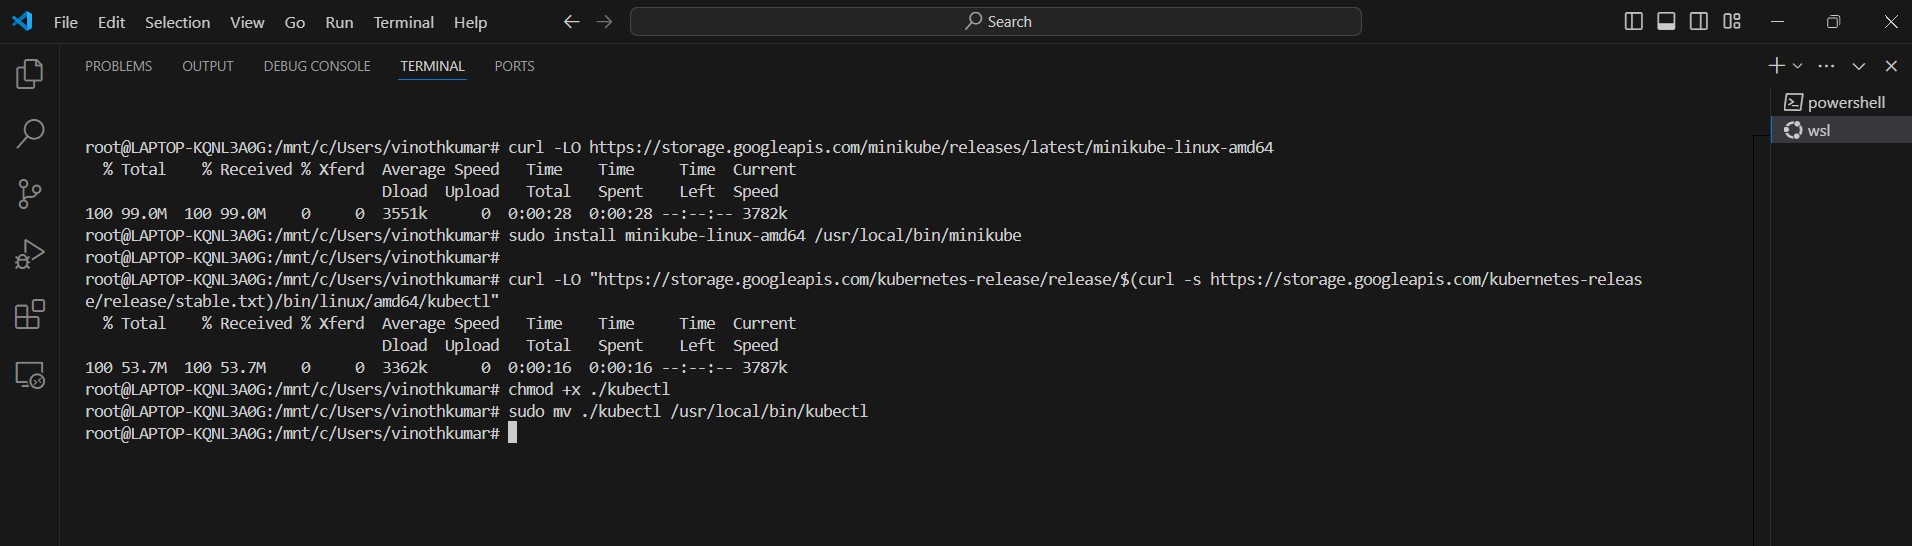 File Edit Selection View Go Run Terminal Help
Search
PROBLEMS OUTPUT DEBUG CONSOLE TERMINAL PORTS
powershell
wsl
root@LAPTOP-KQNL3A0G:/mnt/c/Users/vinothkumar# curl -LO https://storage.googleapis.com/minikube/releases/latest/minikube-linux-amd64
% Total % Received % Xferd Average Speed Time Time Time Current
Dload Upload Total Spent Left Speed
100 99.0M 100 99.0M 0 0 3551k 0 0:00:28 0:00:28 --:--:-- 3782k
root@LAPTOP-KQNL3A0G:/mnt/c/Users/vinothkumar# sudo install minikube-linux-amd64 /usr/local/bin/minikube
root@LAPTOP-KQNL3A0G:/mnt/c/Users/vinothkumar#
root@LAPTOP-KQNL3A0G:/mnt/c/Users/vinothkumar# curl -LO "https://storage.googleapis.com/kubernetes-release/release/$(curl -s https://storage.googleapis.com/kubernetes-releas
e/release/stable.txt)/bin/linux/amd64/kubectl"
% Total % Received % Xferd Average Speed Time Time Time Current
Dload Upload Total Spent Left Speed
100 53.7M 100 53.7M 0 0 3362k 0 0:00:16 0:00:16 --:--:-- 3787k
root@LAPTOP-KQNL3A0G:/mnt/c/Users/vinothkumar# chmod +x ./kubectl
root@LAPTOP-KQNL3A0G:/mnt/c/Users/vinothkumar# sudo mv ./kubectl /usr/local/bin/kubectl
root@LAPTOP-KQNL3A0G:/mnt/c/Users/vinothkumar#